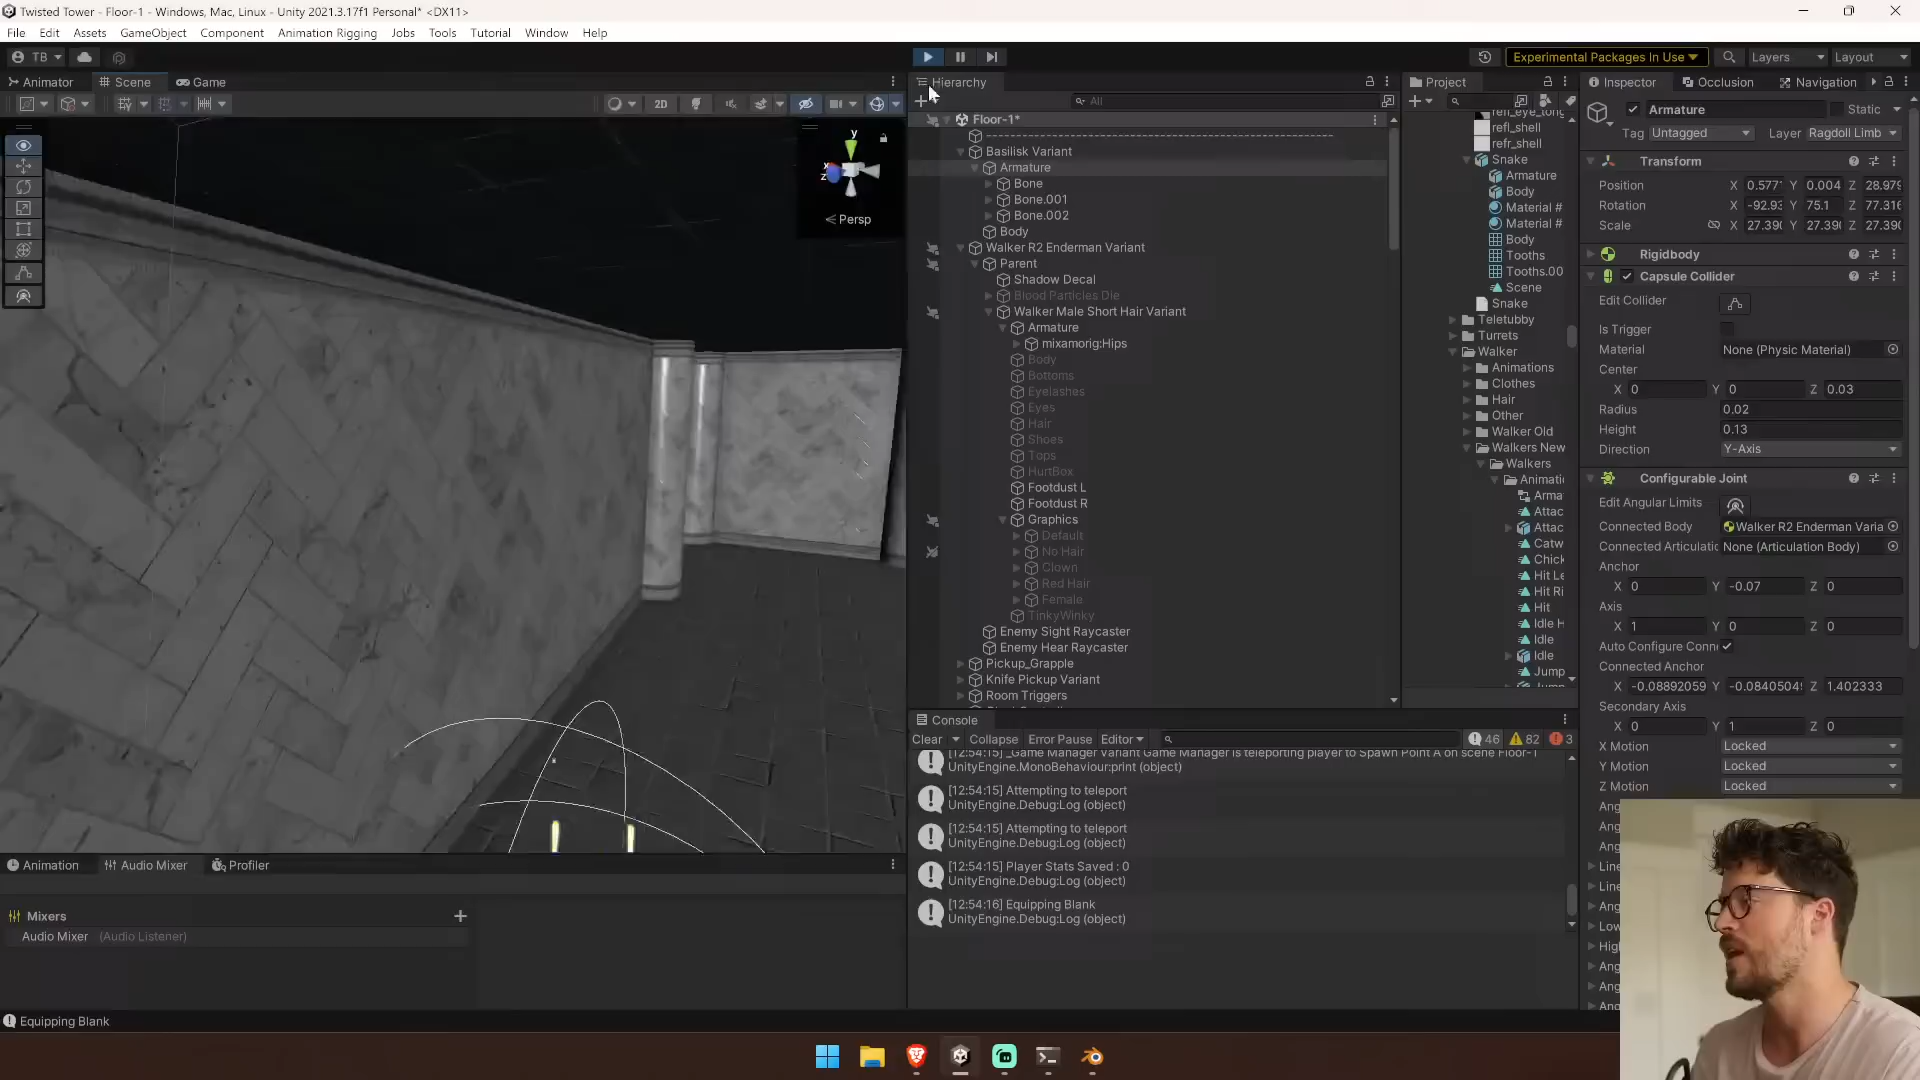 Twisted Tower - Floor-1 - Windows, Mac, Linux - Unity 2021.3.17f1 Personal* <DX11>
File Edit Assets GameObject Component Animation Rigging Jobs Tools Tutorial Window Help
TB
Experimental Packages In Use
Layers
Layout
Animator
Scene
Game
2D
y
x
z
Persp
Hierarchy
All
Floor-1*
Basilisk Variant
Armature
Bone
Bone.001
Bone.002
Body
Walker R2 Enderman Variant
Parent
Shadow Decal
Blood Particles Die
Walker Male Short Hair Variant
Armature
mixamorig:Hips
Body
Bottoms
Eyelashes
Eyes
Hair
Shoes
Tops
HurtBox
Footdust L
Footdust R
Graphics
Default
No Hair
Clown
Red Hair
Female
TinkyWinky
Enemy Sight Raycaster
Enemy Hear Raycaster
Pickup_Grapple
Knife Pickup Variant
Room Triggers
Project
refl_shell
refr_shell
Snake
Armature
Body
Material #
Material #
Body
Tooths
Tooths.00
Scene
Snake
Teletubby
Turrets
Walker
Animations
Clothes
Hair
Other
Walker Old
Walkers New
Walkers
Animati
Arma
Attac
Attac
Catw
Chick
Hit Le
Hit Ri
Hit
Idle H
Idle
Idle
Jump
Inspector
Occlusion
Navigation
Armature
Static
Tag Untagged
Layer Ragdoll Limb
Transform
Position X 0.577 Y 0.004 Z 28.979
Rotation X -92.93 Y 75.1 Z 77.316
Scale X 27.390 Y 27.390 Z 27.390
Rigidbody
Capsule Collider
Edit Collider
Is Trigger
Material None (Physic Material)
Center
X 0 Y 0 Z 0.03
Radius 0.02
Height 0.13
Direction Y-Axis
Configurable Joint
Edit Angular Limits
Connected Body Walker R2 Enderman Varia
Connected Articulatic None (Articulation Body)
Anchor
X 0 Y -0.07 Z 0
Axis
X 1 Y 0 Z 0
Auto Configure Conn
Connected Anchor
X -0.08892059 Y -0.0840504 Z 1.402333
Secondary Axis
X 0 Y 1 Z 0
X Motion Locked
Y Motion Locked
Z Motion Locked
Ang
Ang
Ang
Line
Line
Ang
Low
High
Ang
Ang
Ang
Console
Clear Collapse Error Pause Editor
46 82 3
[12:54:15] _Game Manager Variant Game Manager is teleporting player to Spawn Point A on scene Floor-1
UnityEngine.MonoBehaviour:print (object)
[12:54:15] Attempting to teleport
UnityEngine.Debug:Log (object)
[12:54:15] Attempting to teleport
UnityEngine.Debug:Log (object)
[12:54:15] Player Stats Saved : 0
UnityEngine.Debug:Log (object)
[12:54:16] Equipping Blank
UnityEngine.Debug:Log (object)
Animation
Audio Mixer
Profiler
Mixers
Audio Mixer (Audio Listener)
Equipping Blank